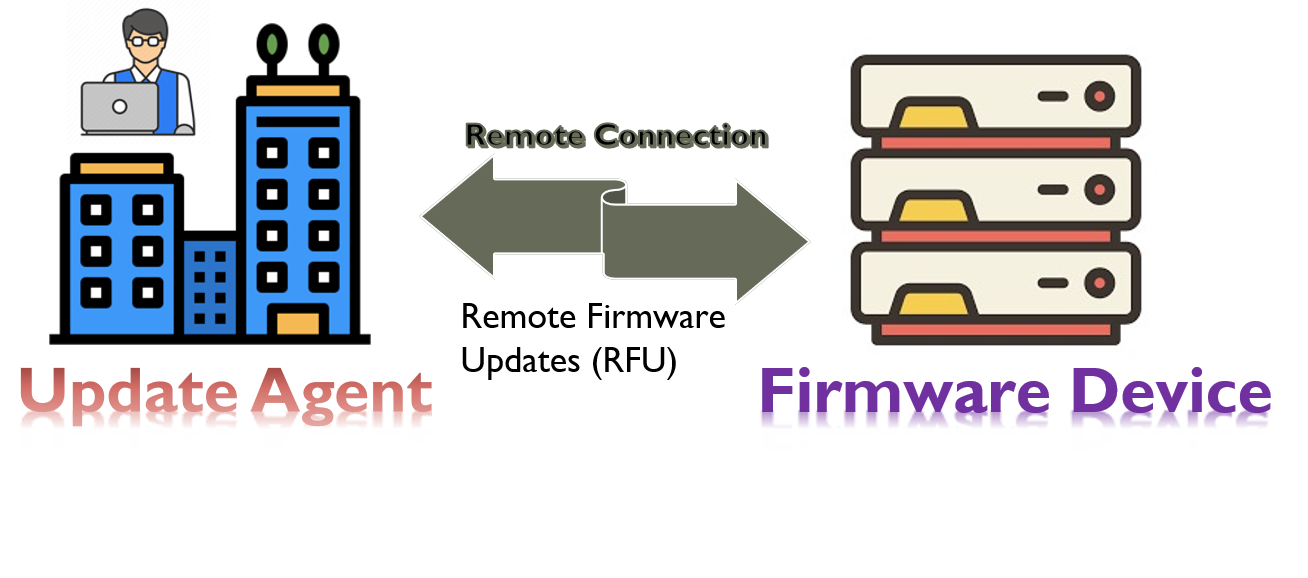 Remote Connection
Remote Firmware
Updates (RFU)
Update Agent
Firmware Device